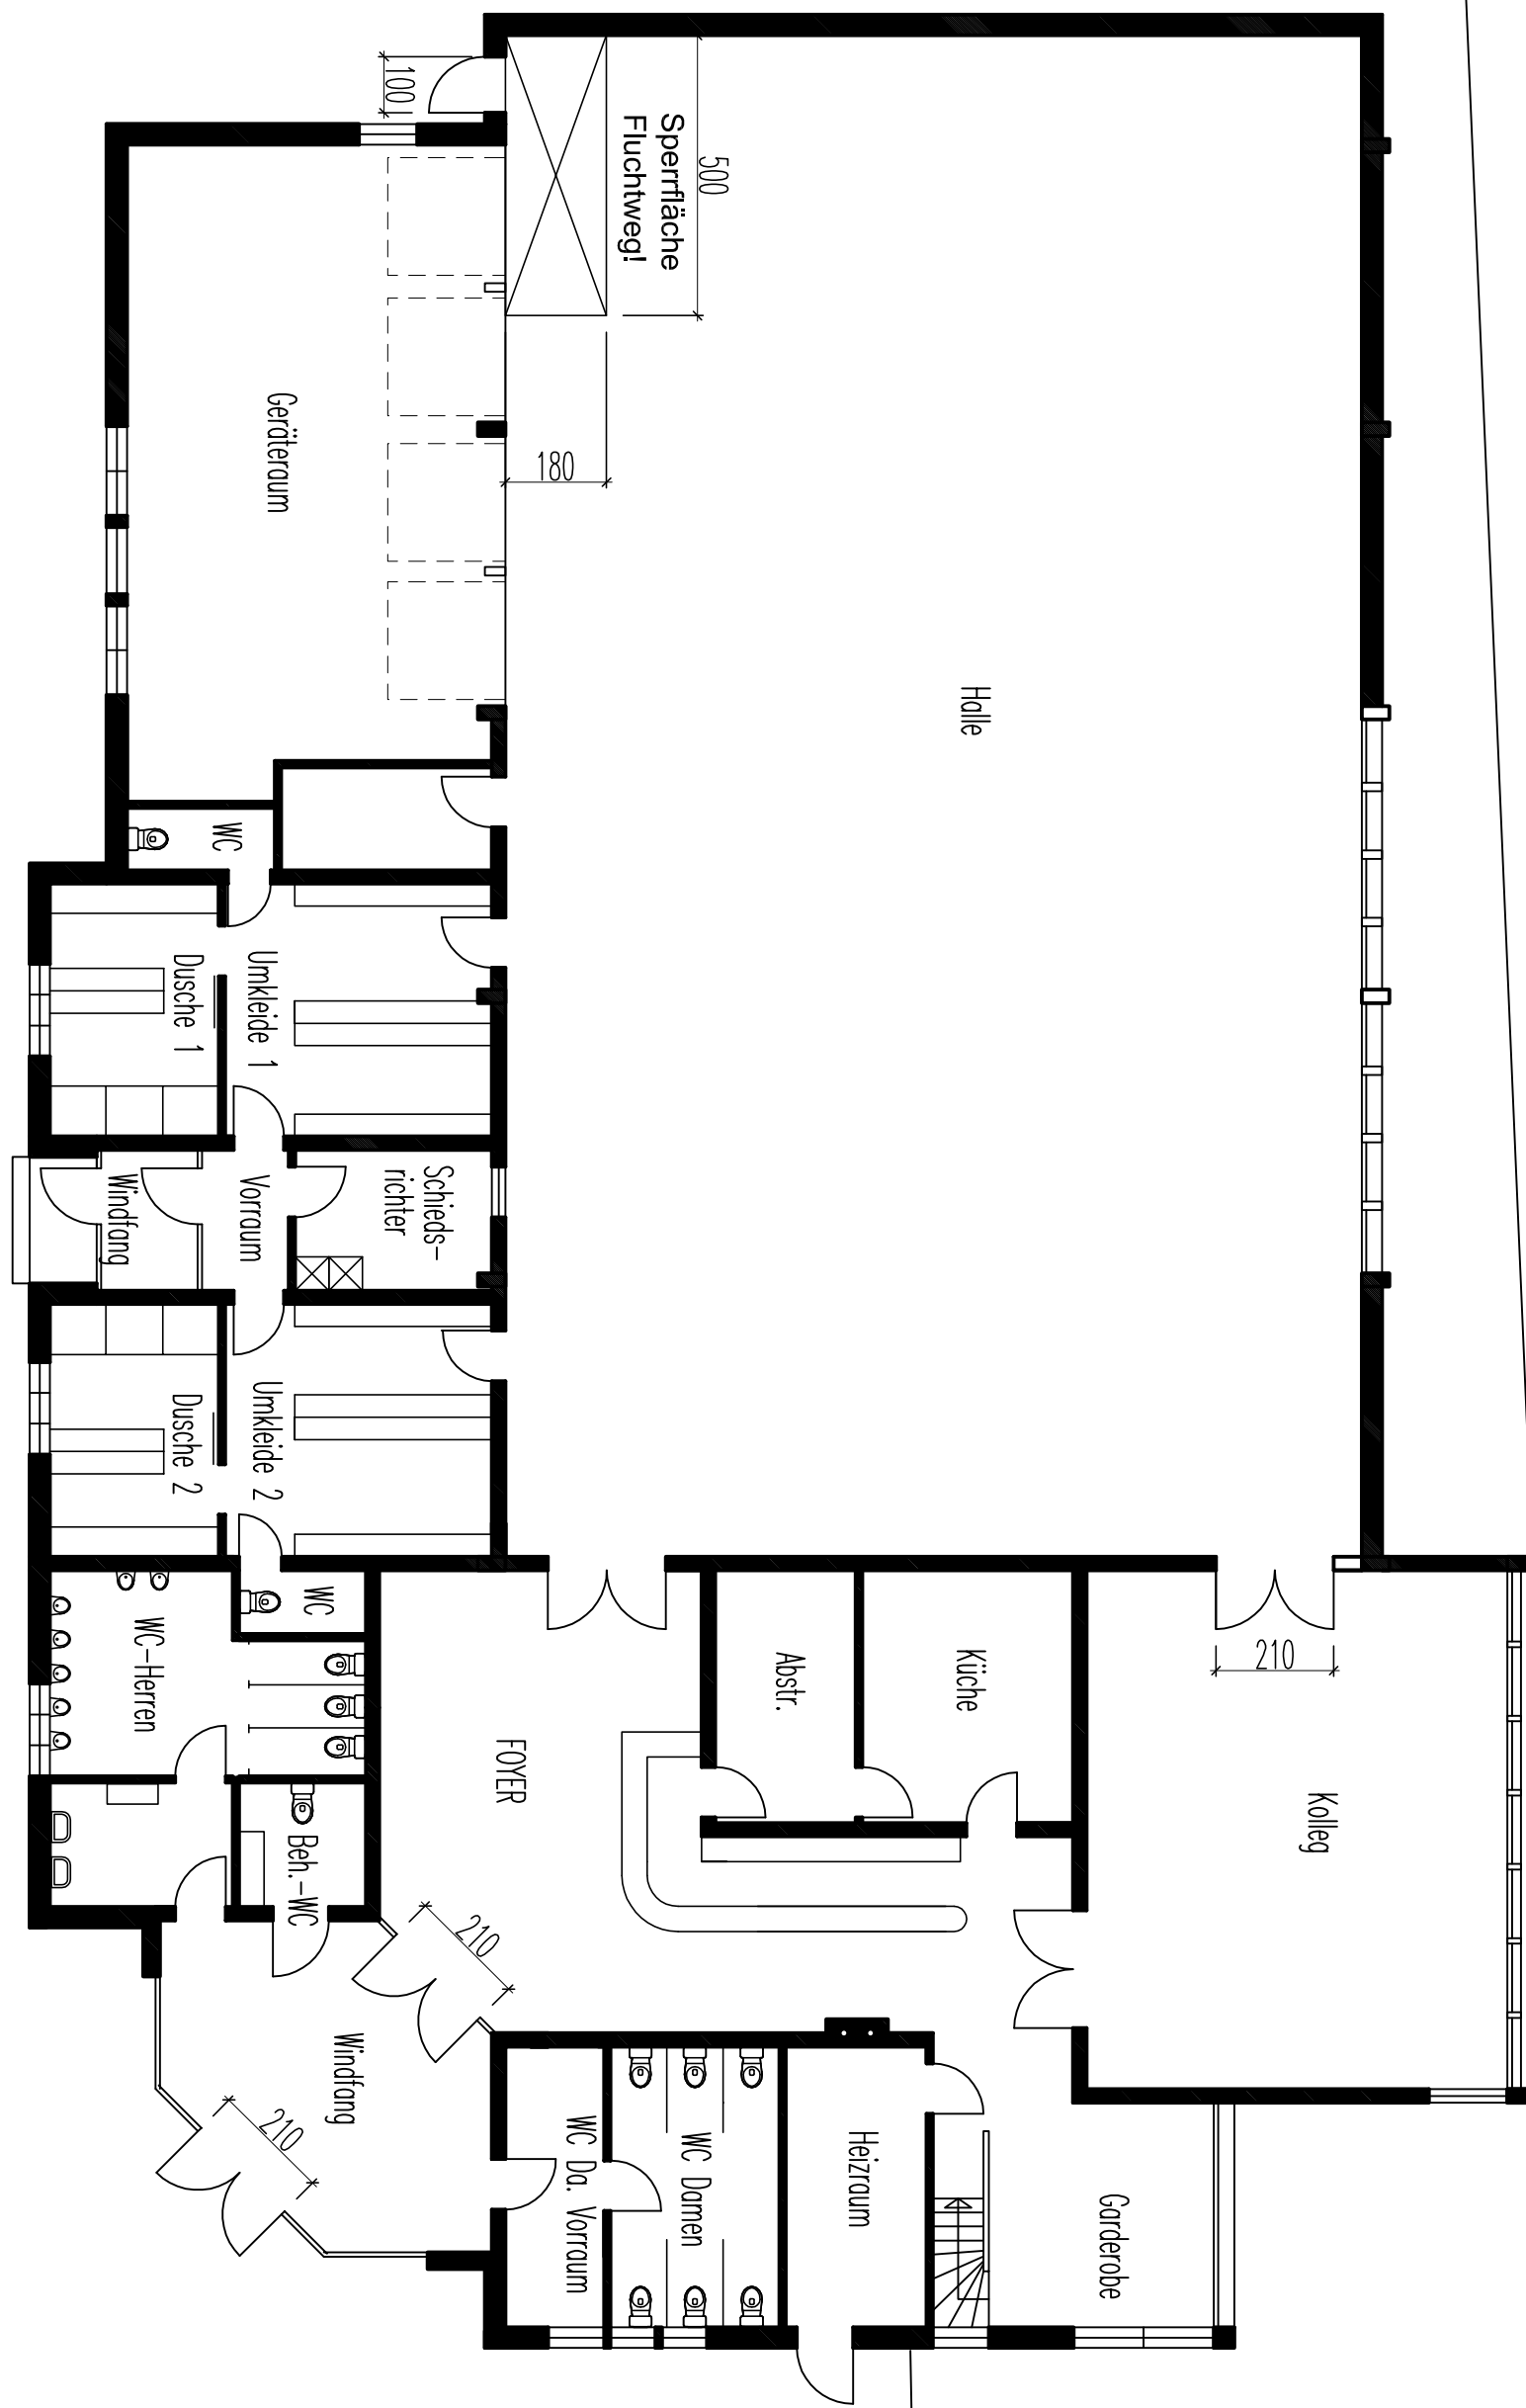 100
500
Sperrfläche
Fluchtweg!
180
Geräteraum
Halle
WC
Umkleide 1
Dusche 1
Schieds-
richter
Vorraum
Windfang
Umkleide 2
Dusche 2
WC
WC-Herren
Beh.-WC
FOYER
Abstr.
Küche
210
Kolleg
210
Windfang
210
WC Da. Vorraum
WC Damen
Heizraum
Garderobe